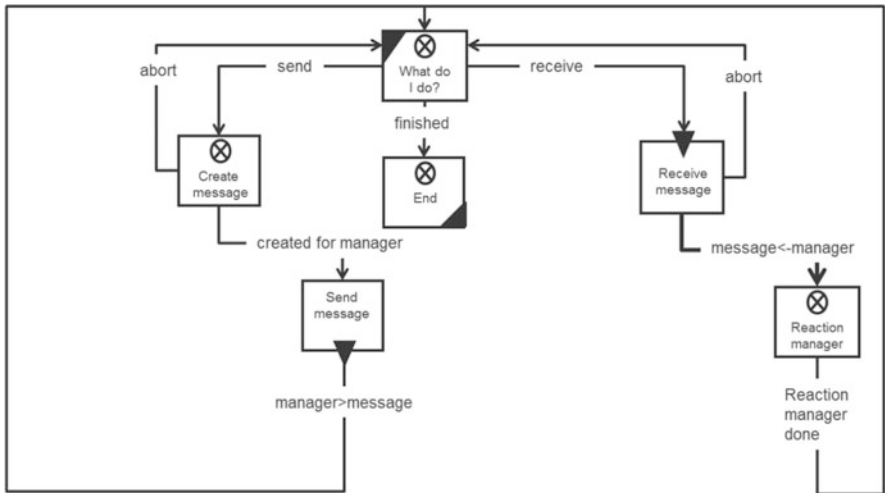 abort
send
What do
I do?
receive
abort
finished
Create
message
End
Receive
message
created for manager
message<-manager
Send
message
Reaction
manager
manager>message
Reaction
manager
done